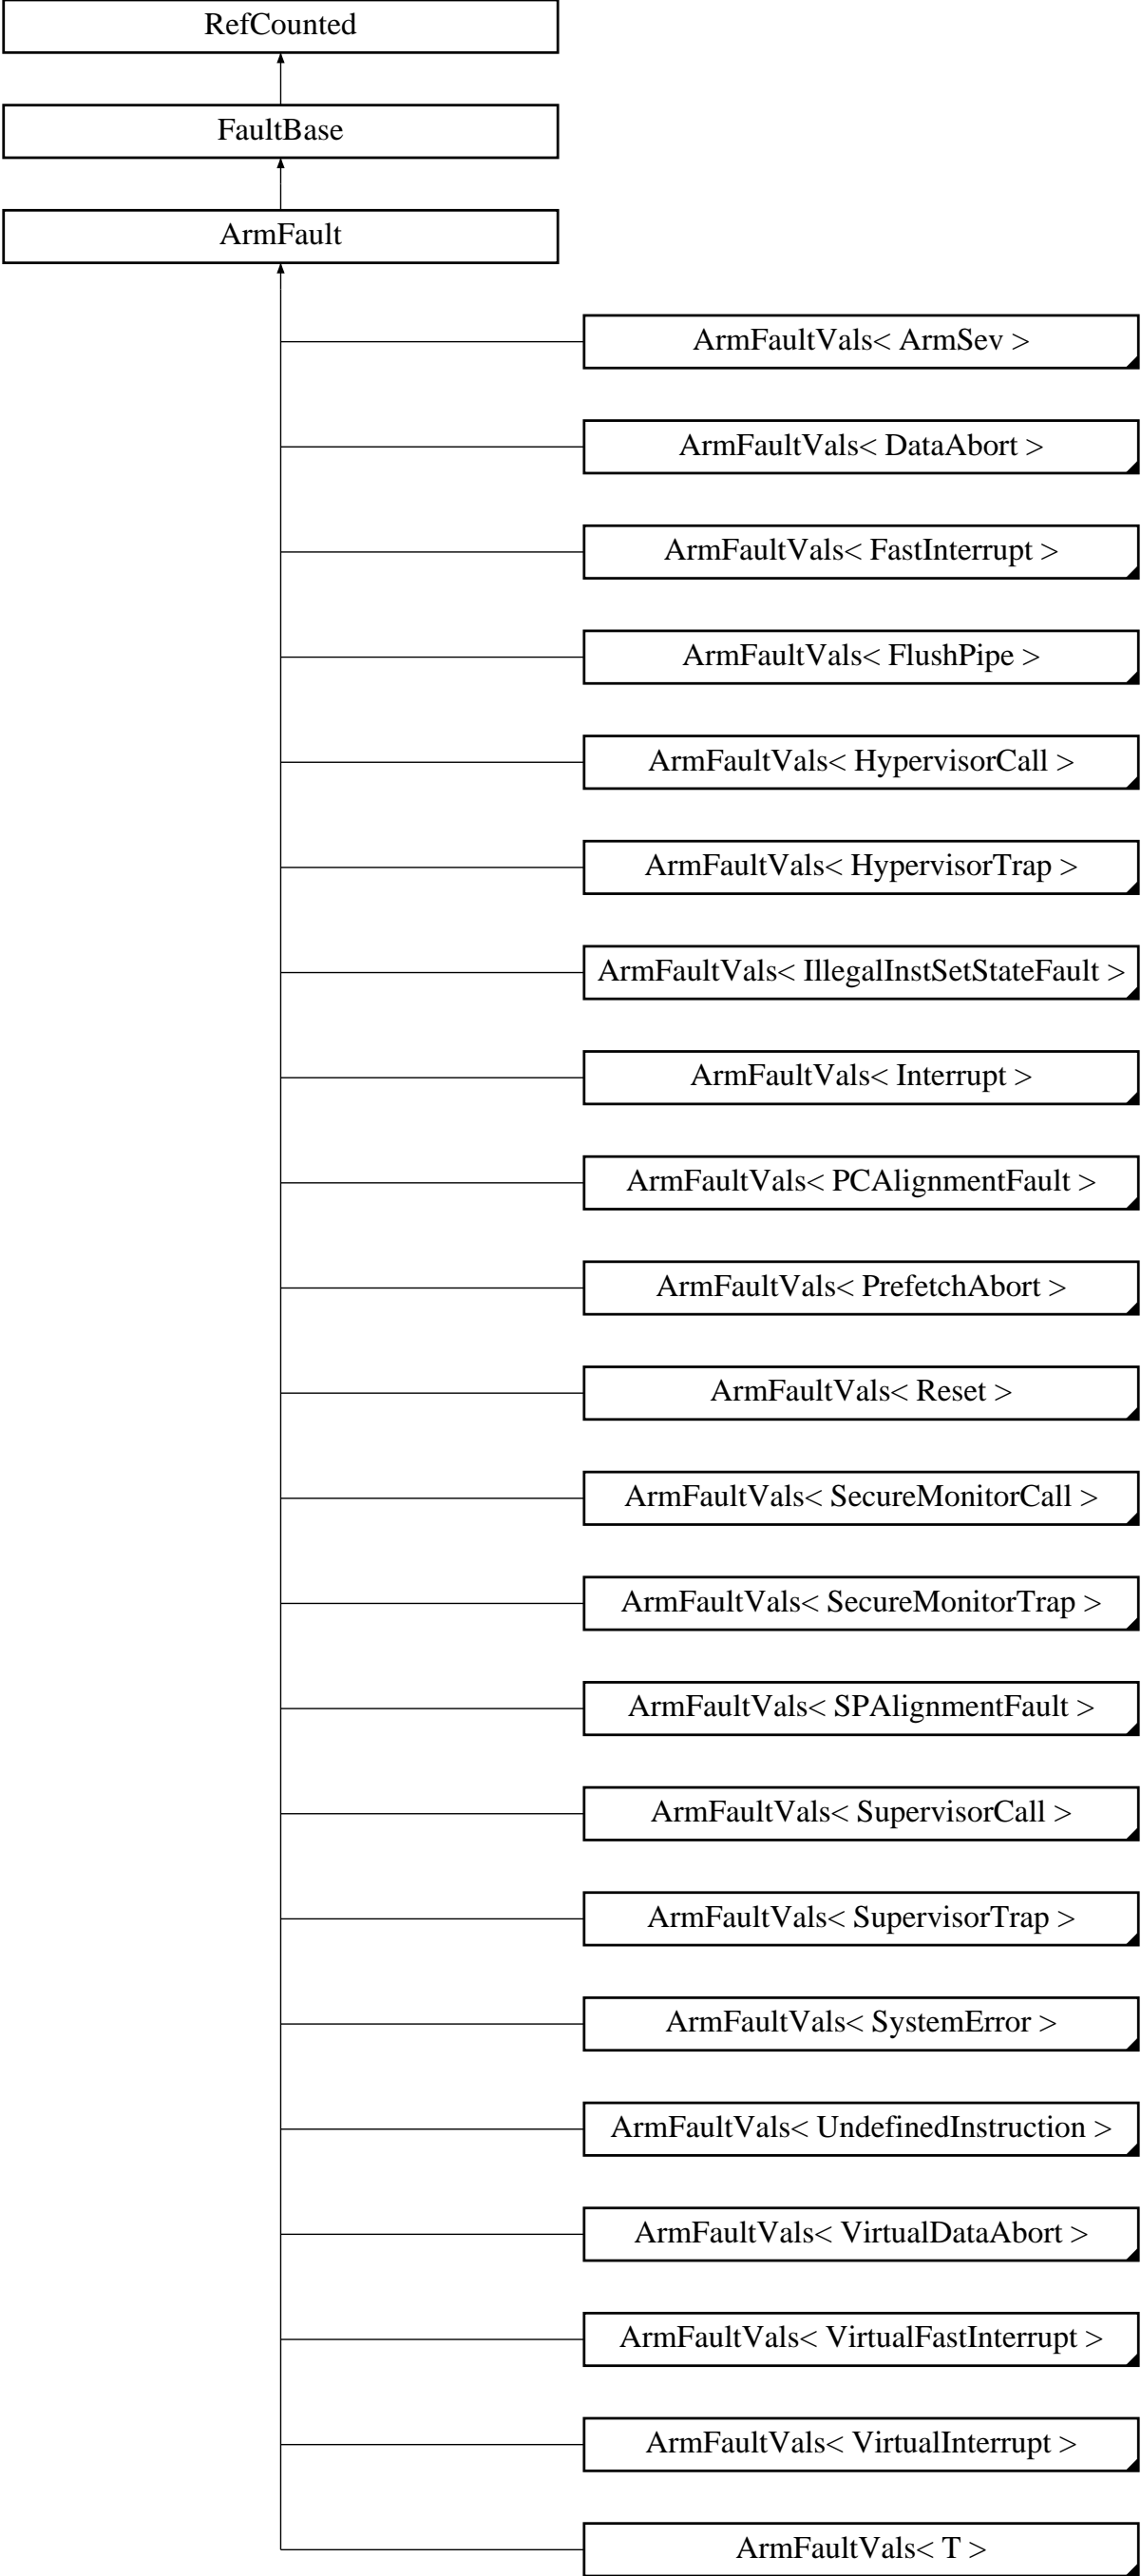 RefCounted
FaultBase
ArmFault
ArmFaultVals< ArmSev >
ArmFaultVals< DataAbort >
ArmFaultVals< FastInterrupt >
ArmFaultVals< FlushPipe >
ArmFaultVals< HypervisorCall >
ArmFaultVals< HypervisorTrap >
ArmFaultVals< IllegalInstSetStateFault >
ArmFaultVals< Interrupt >
ArmFaultVals< PCAlignmentFault >
ArmFaultVals< PrefetchAbort >
ArmFaultVals< Reset >
ArmFaultVals< SecureMonitorCall >
ArmFaultVals< SecureMonitorTrap >
ArmFaultVals< SPAlignmentFault >
ArmFaultVals< SupervisorCall >
ArmFaultVals< SupervisorTrap >
ArmFaultVals< SystemError >
ArmFaultVals< UndefinedInstruction >
ArmFaultVals< VirtualDataAbort >
ArmFaultVals< VirtualFastInterrupt >
ArmFaultVals< VirtualInterrupt >
ArmFaultVals< T >